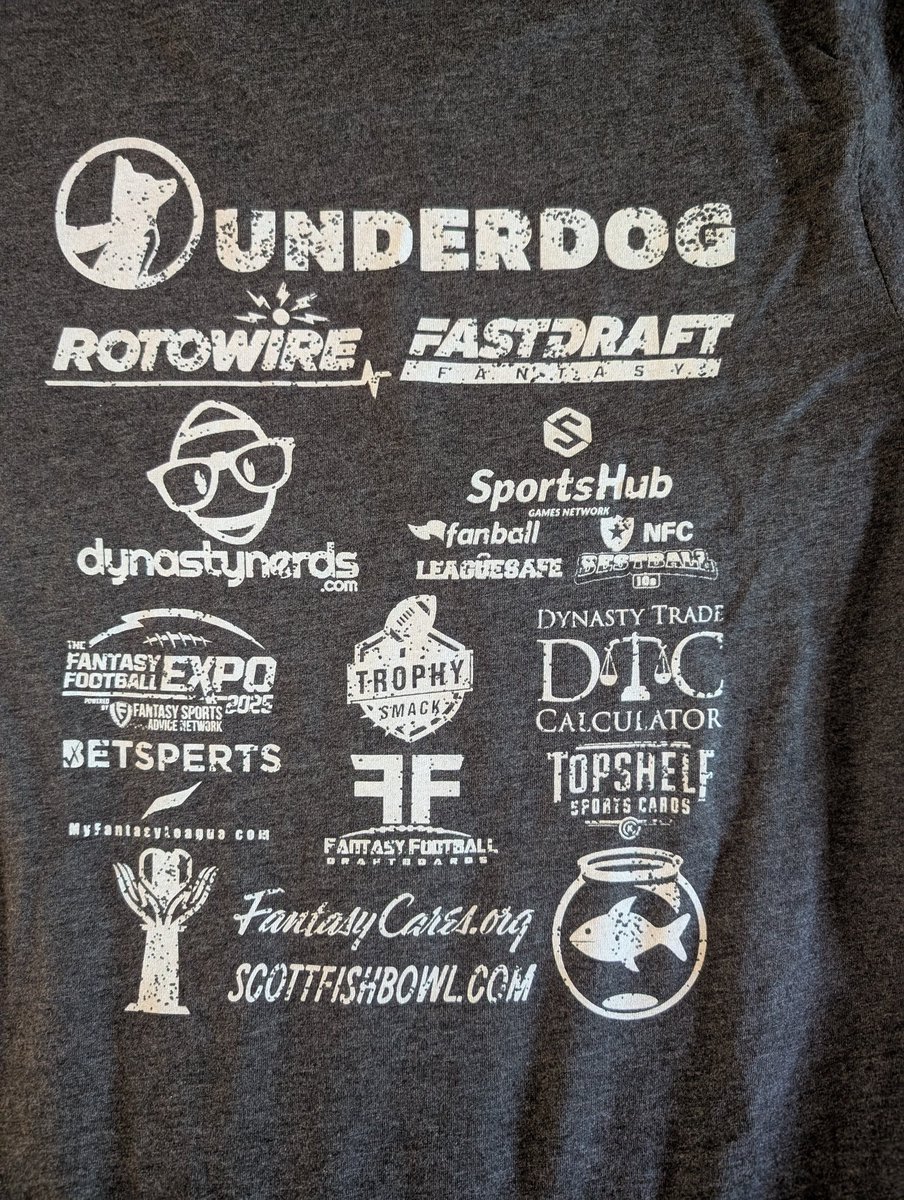 UNDERDOG
ROTOWIRE
FASTDRAFT
FANTASY
dynastynerds
.com
SportsHub
GAMES NETWORK
fanball
NFC
LEAGUESAFE
BESTBALL
10s
THE
FANTASY
FOOTBALL EXPO
2025
POWERED
BY
FANTASY SPORTS
ADVICE NETWORK
TROPHY
SMACK
DYNASTY TRADE
DTC
CALCULATOR
BETSPERTS
MyFantasyLeague.com
FF
FANTASY FOOTBALL
DRAFTBOARDS
TOPSHELF
SPORTS CARDS
FantasyCares.org
SCOTTFISHBOWL.COM